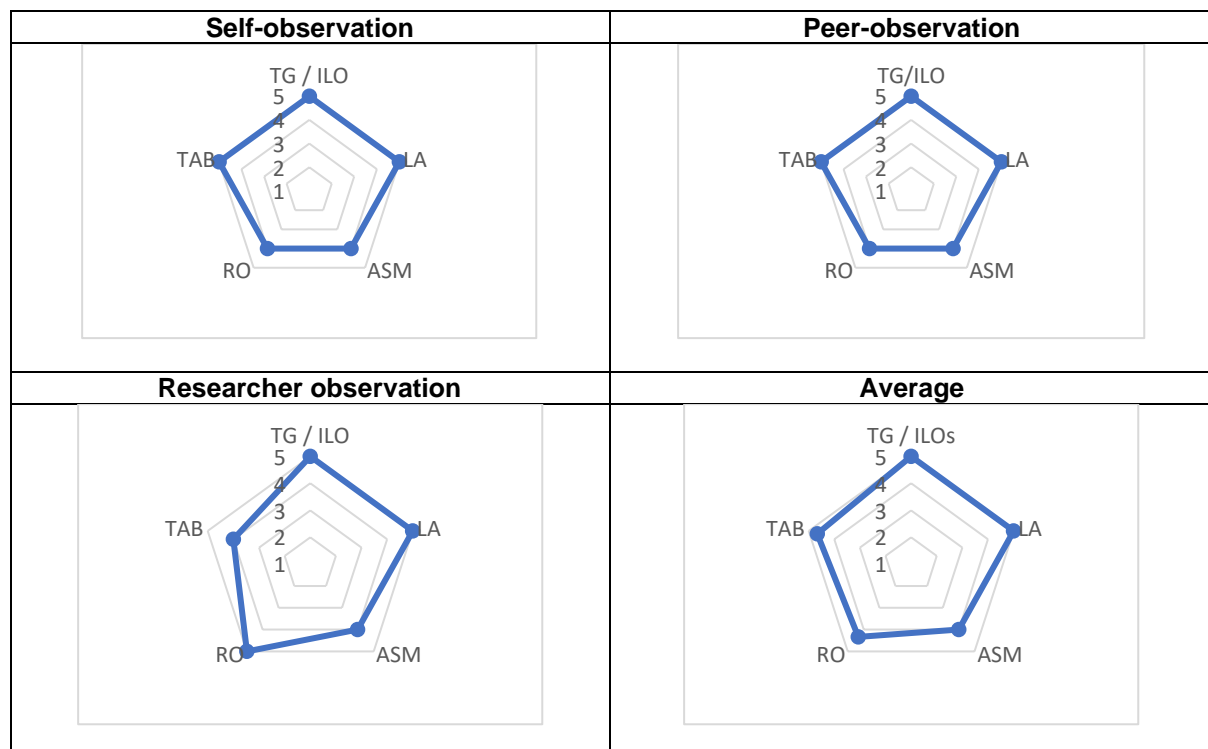 Self-observation
TG / ILO
5
4
3
2
1
TAB
LA
RO
ASM
Peer-observation
TG/ILO
5
4
3
2
1
TAB
LA
RO
ASM
Researcher observation
TG / ILO
5
4
3
2
1
TAB
LA
RO
ASM
Average
TG / ILOs
5
4
3
2
1
TAB
LA
RO
ASM